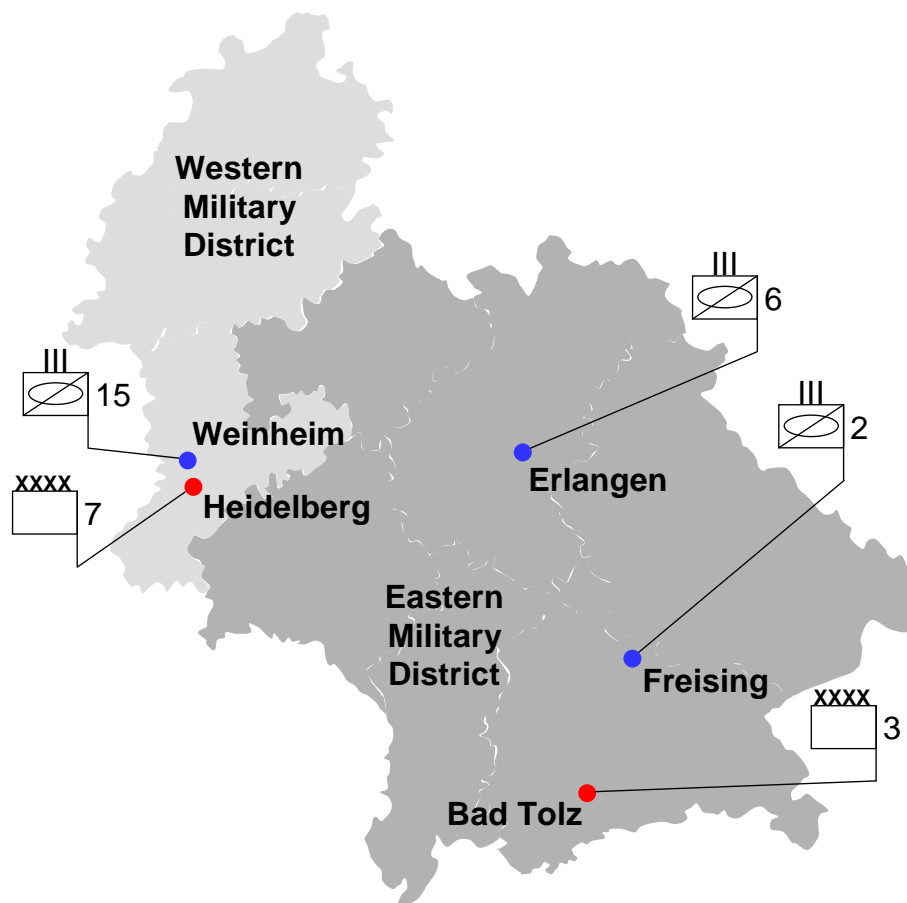 Western
Military
District
III
6
III
15
III
2
Weinheim
XXXX
7
Heidelberg
Erlangen
Eastern
Military
District
Freising
XXXX
3
Bad Tolz